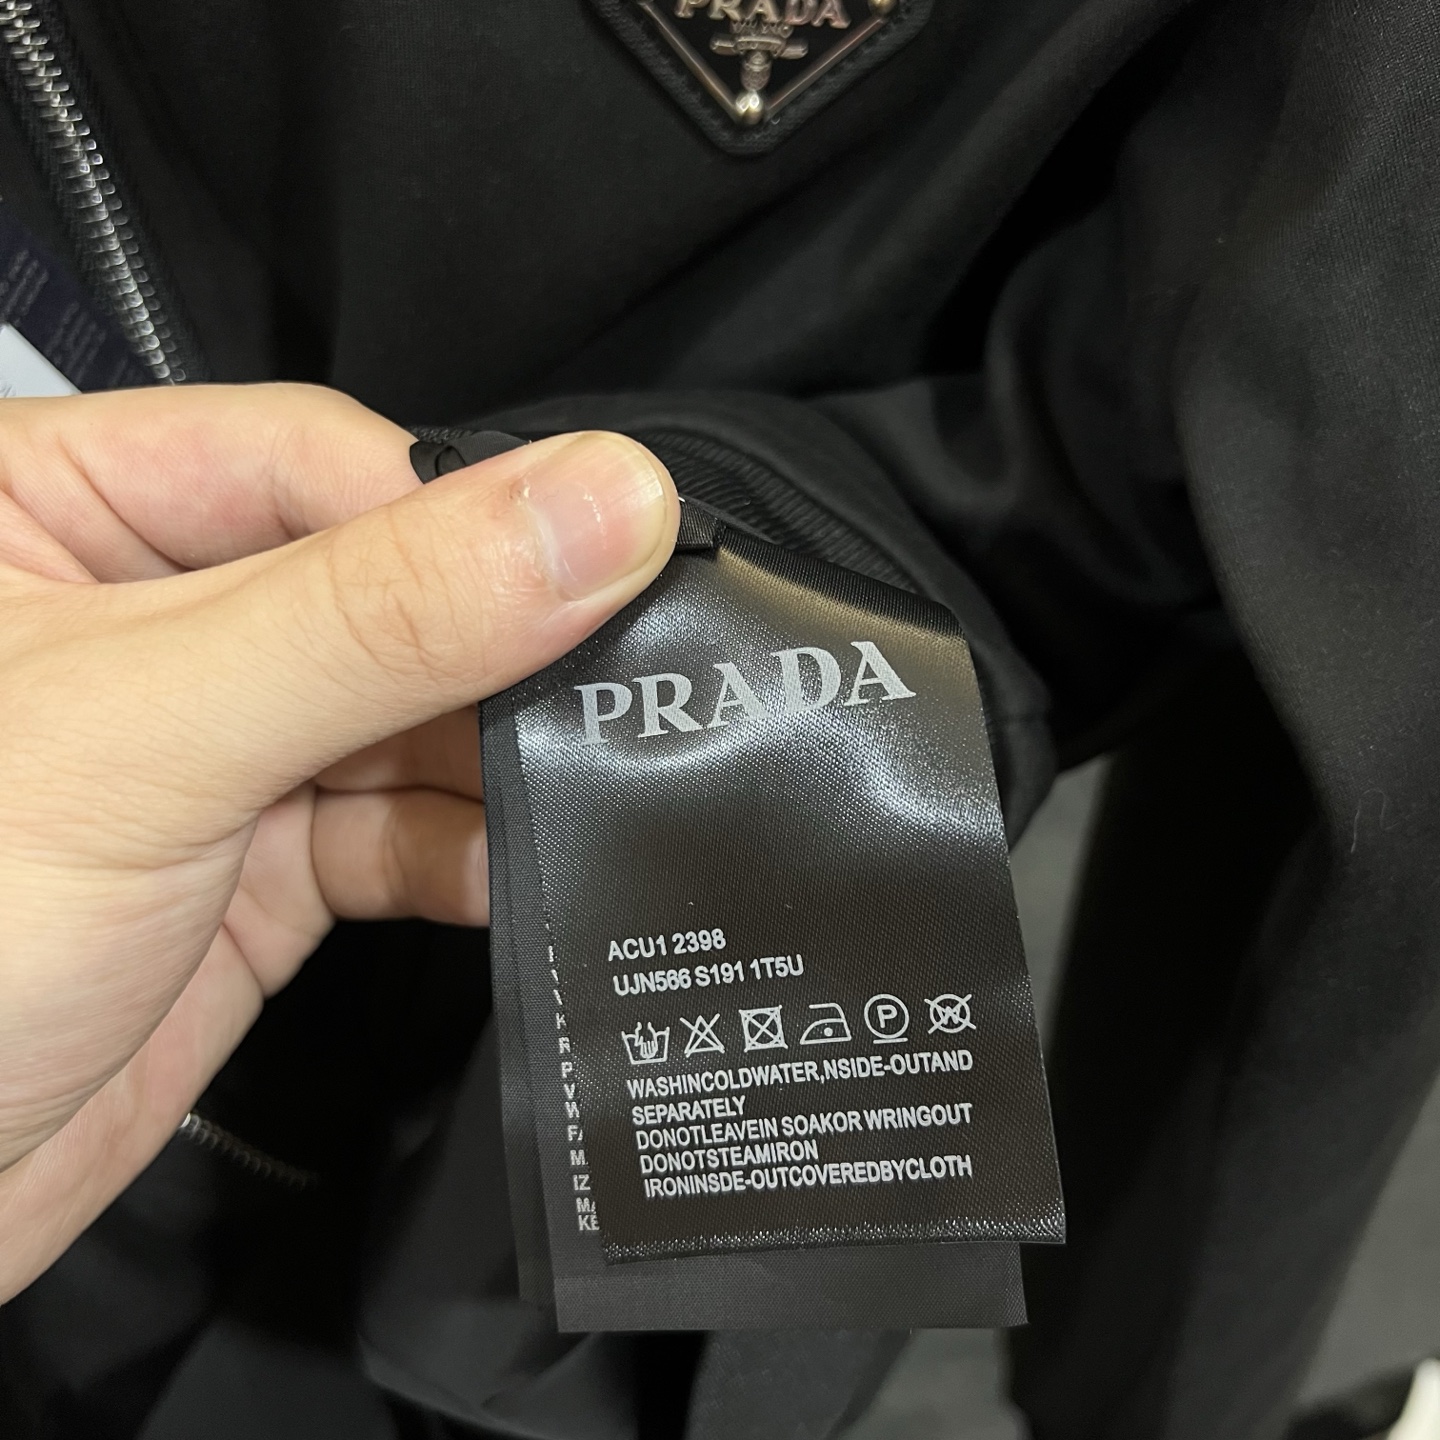 PRADA
PRADA
ACU1 2398
UJN566 S191 1T5U
P
W
WASHINCOLDWATER,NSIDE-OUTAND
SEPARATELY
DONOTLEAVEIN SOAKOR WRINGOUT
DONOTSTEAMIRON
IRONINSDE-OUTCOVEREDBYCLOTH